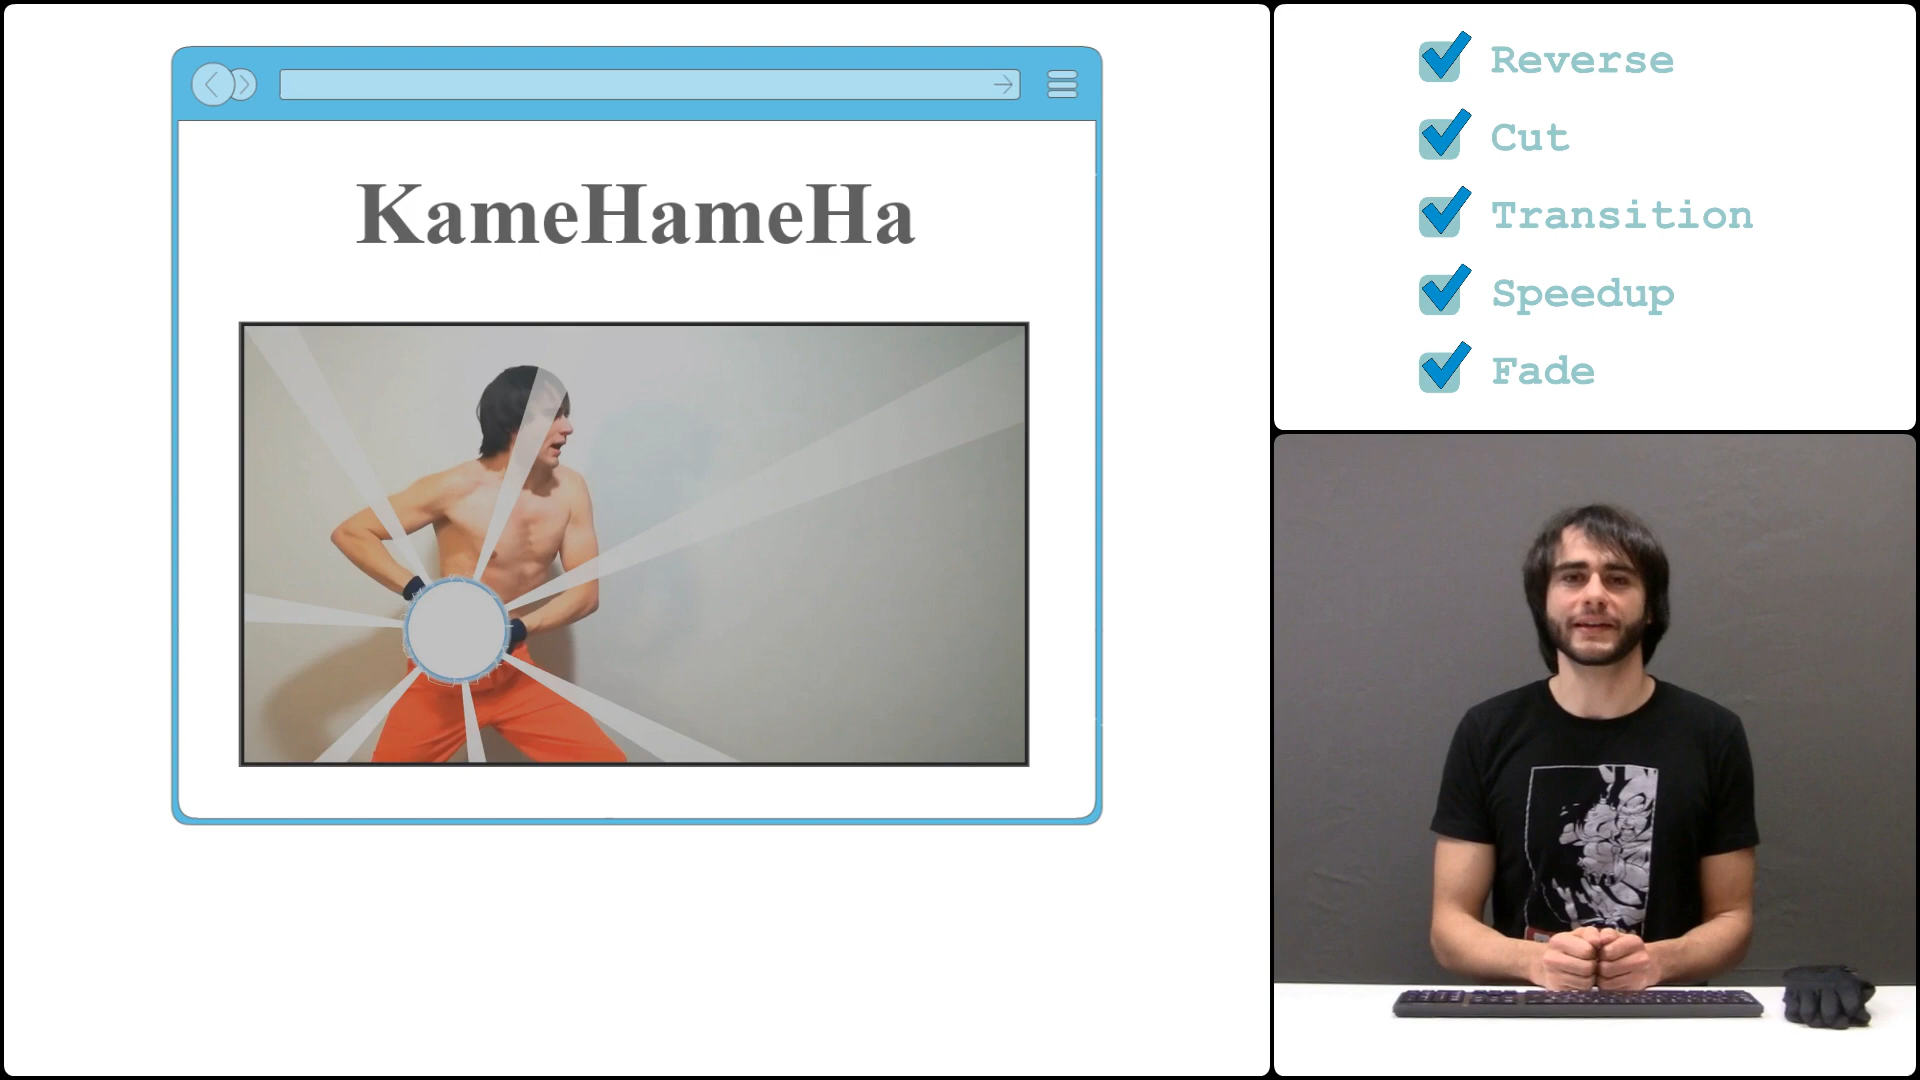 KameHameHa
Reverse
Cut
Transition
Speedup
Fade